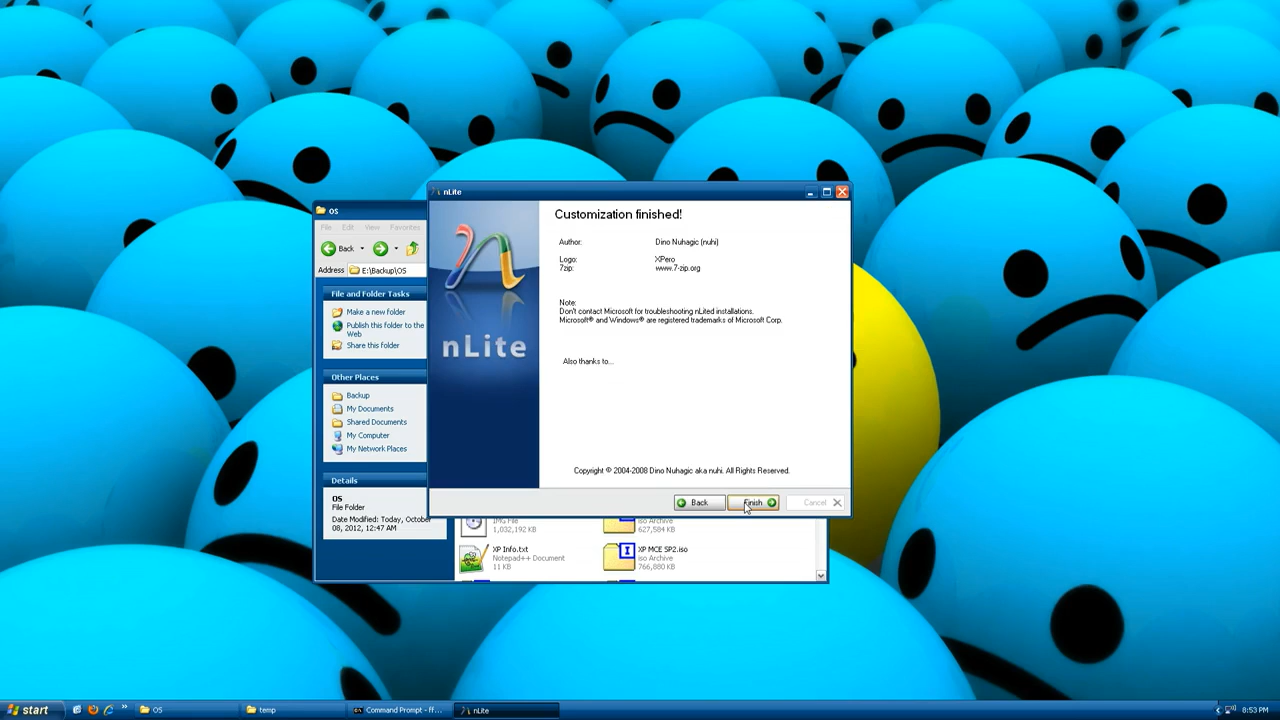 OS
File Edit View Favorites
Back
Address E:\Backup\OS
File and Folder Tasks
Make a new folder
Publish this folder to the
Web
Share this folder
Other Places
Backup
My Documents
Shared Documents
My Computer
My Network Places
Details
OS
File Folder
Date Modified: Today, October
08, 2012, 12:47 AM
nLite
nLite
Customization finished!
Author: Dino Nuhagic (nuhi)
Logo: XPero
7zip: www.7-zip.org
Note:
Don't contact Microsoft for troubleshooting nLited installations.
Microsoft® and Windows® are registered trademarks of Microsoft Corp.
Also thanks to...
Copyright © 2004-2008 Dino Nuhagic aka nuhi. All Rights Reserved.
Back Finish Cancel
IMG File
1,032,192 KB
iso Archive
627,584 KB
XP Info.txt
Notepad++ Document
11 KB
XP MCE SP2.iso
iso Archive
766,880 KB
start OS temp Command Prompt - ff... nLite 8:53 PM